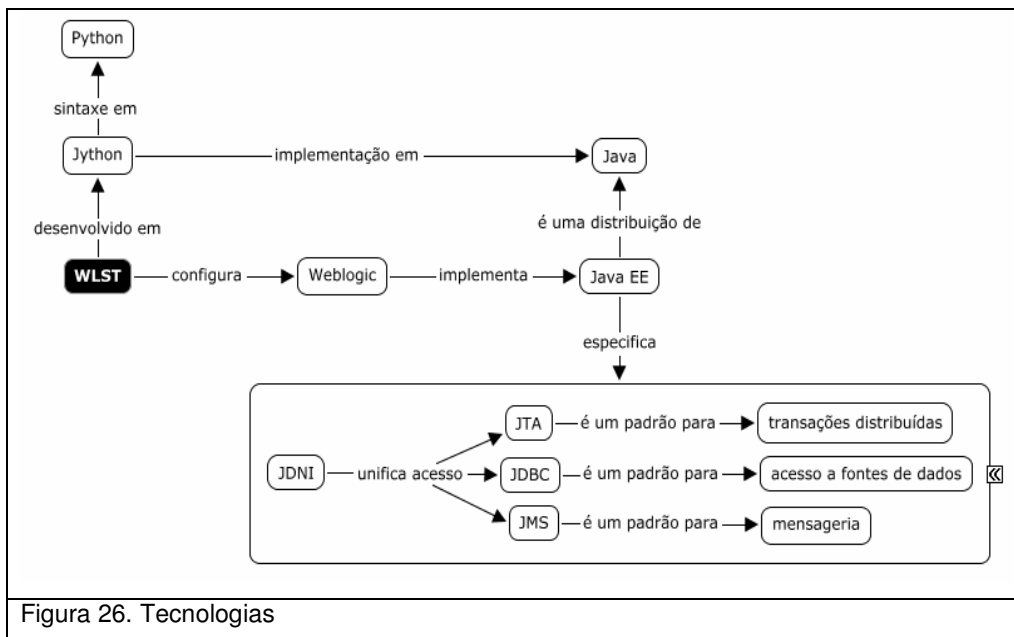 Python
sintaxe em
Jython implementação em Java
desenvolvido em é uma distribuição de
WLST configura Weblogic implementa Java EE
especifica
JTA é um padrão para transações distribuídas
JDNI unifica acesso JDBC é um padrão para acesso a fontes de dados
JMS é um padrão para mensageria
Figura 26. Tecnologias